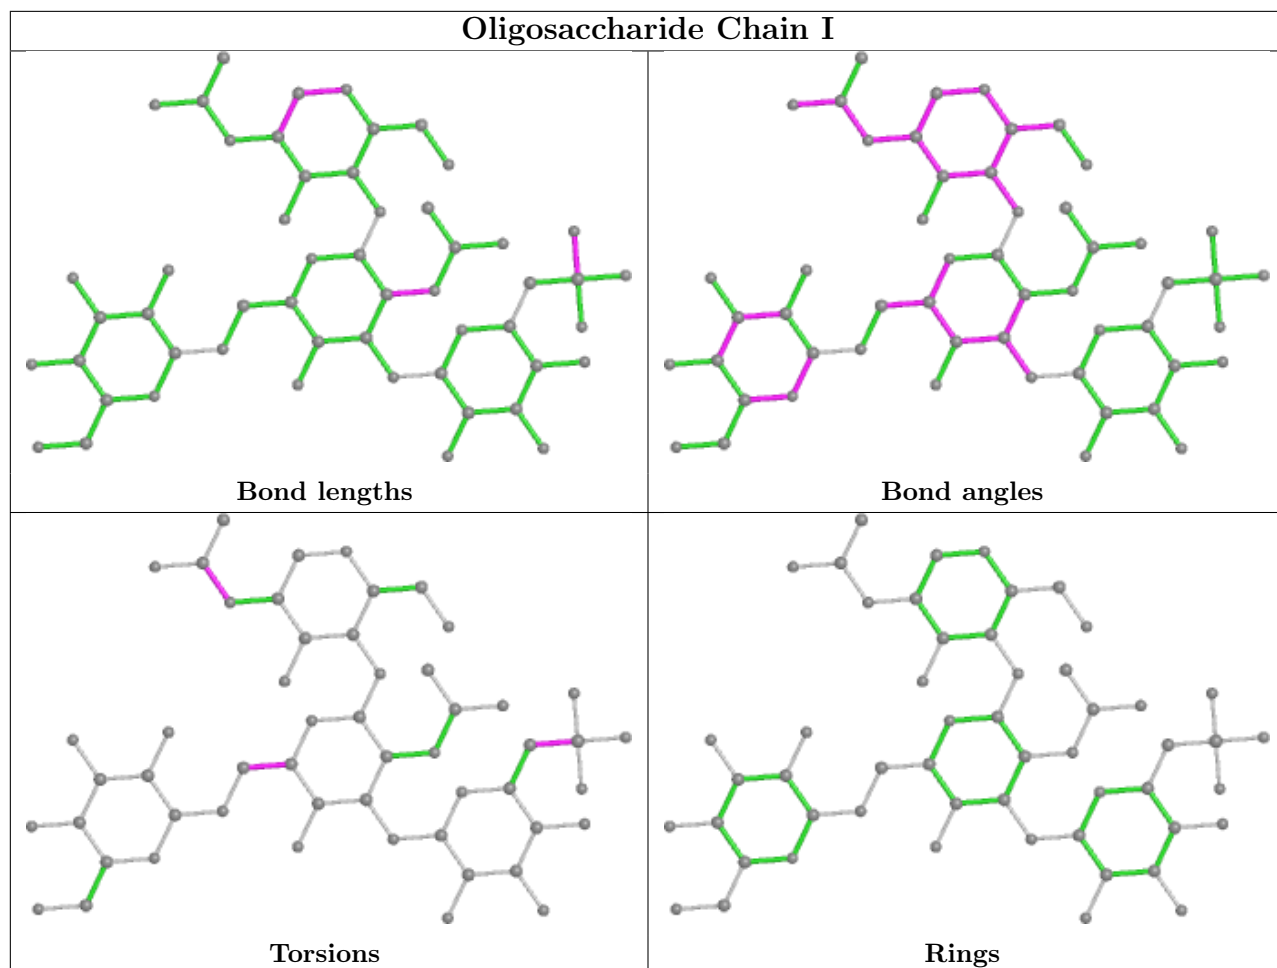 Oligosaccharide Chain I
Bond lengths
Bond angles
Torsions
Rings